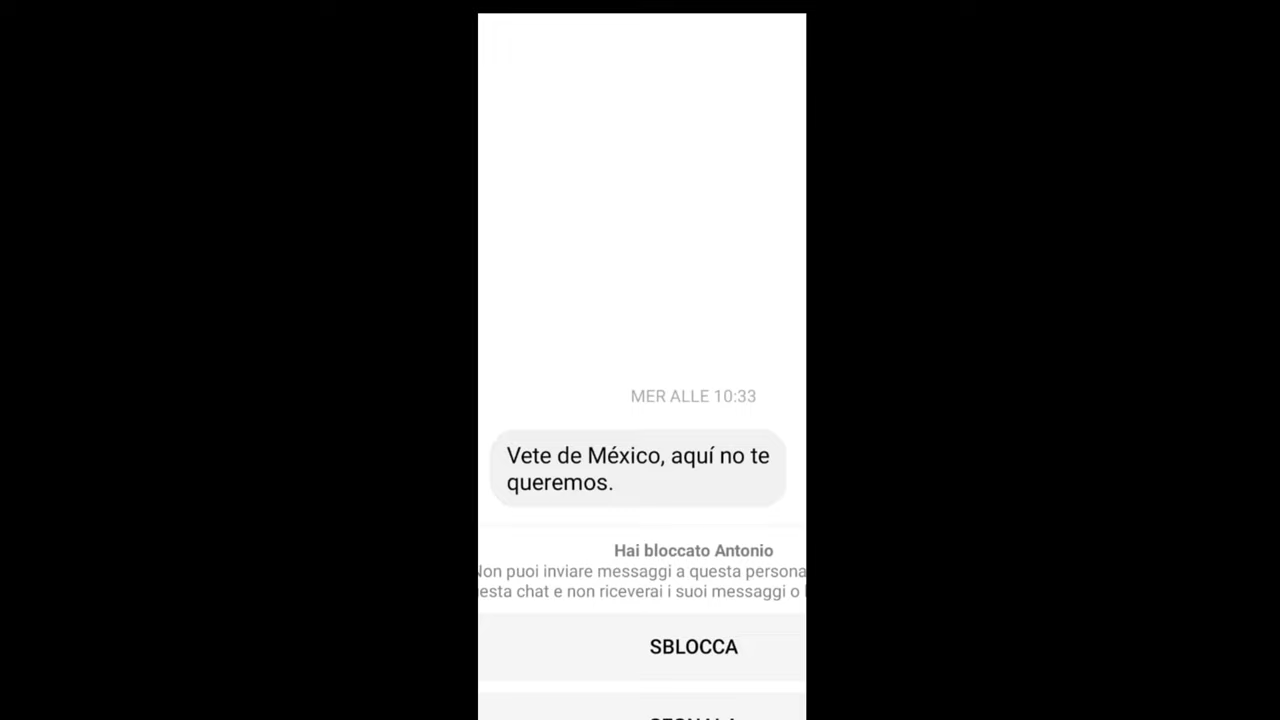 MER ALLE 10:33
Vete de México, aquí no te
queremos.
Hai bloccato Antonio
Non puoi inviare messaggi a questa persona
esta chat e non riceverai i suoi messaggi o
SBLOCCA